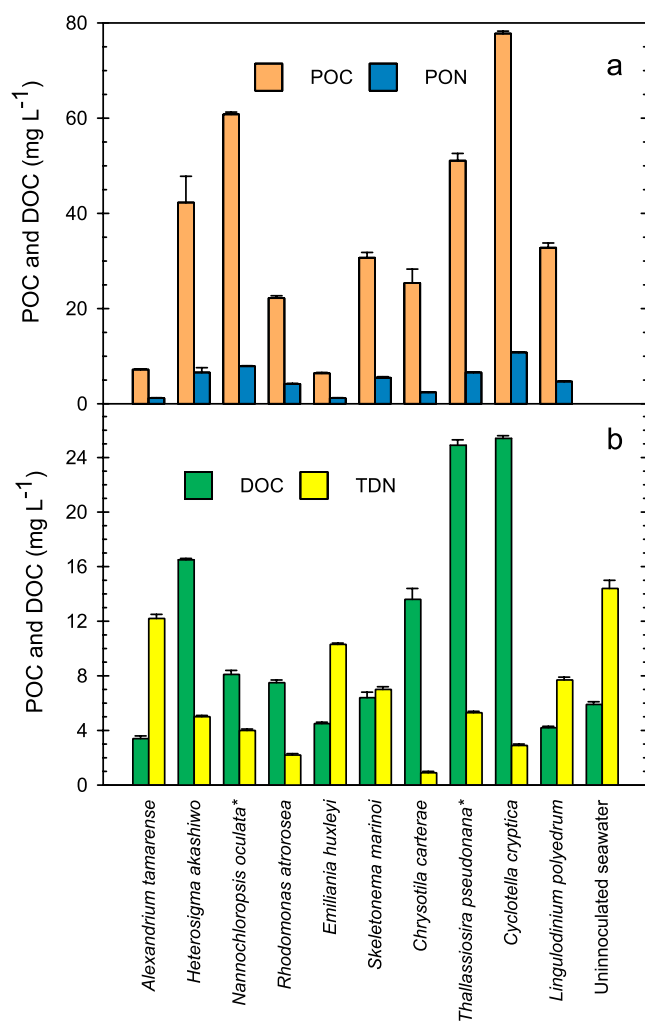 80
60
40
20
0
POC and DOC (mg L⁻¹)
a
POC PON
24
20
16
12
8
4
0
POC and DOC (mg L⁻¹)
b
DOC TDN
Alexandrium tamarense
Heterosigma akashiwo
Nannochloropsis oculata*
Rhodomonas atrorosea
Emiliania huxleyi
Skeletonema marinoi
Chrysotila carterae
Thallassiosira pseudonana*
Cyclotella cryptica
Lingulodinium polyedrum
Uninnoculated seawater